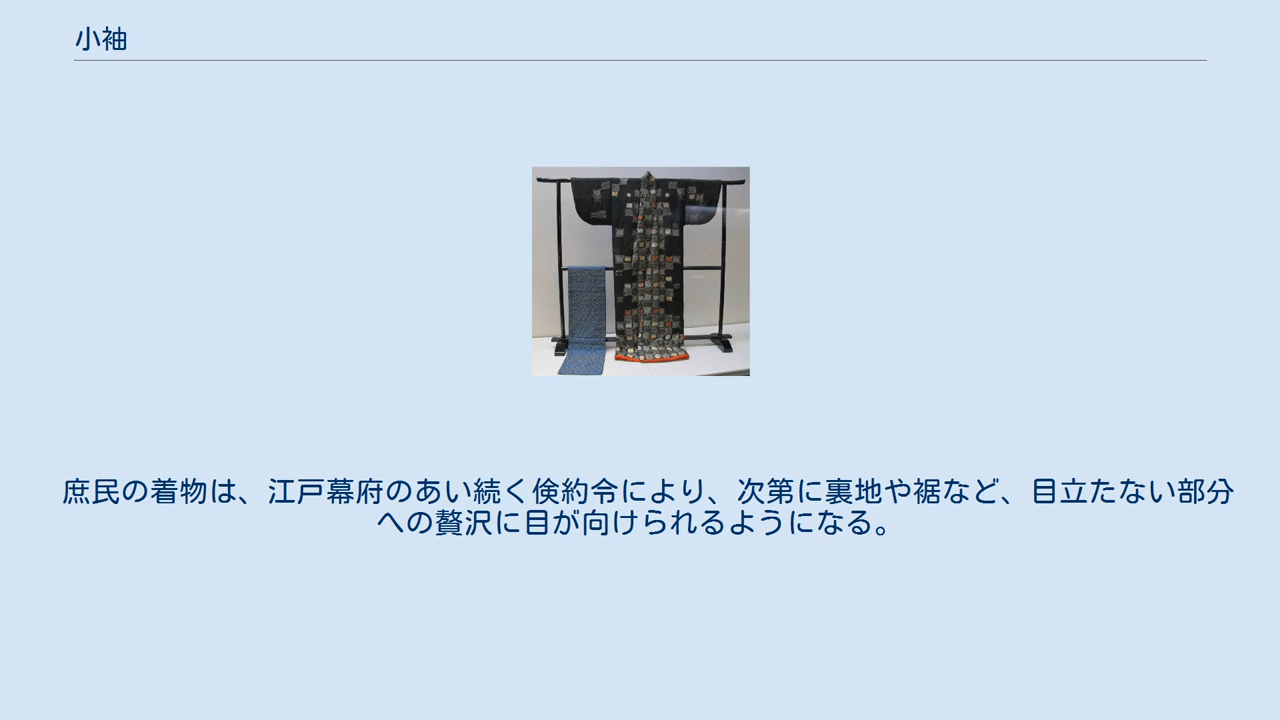 小袖
庶民の着物は、江戸幕府のあい続く倹約令により、次第に裏地や裾など、目立たない部分
への贅沢に目が向けられるようになる。